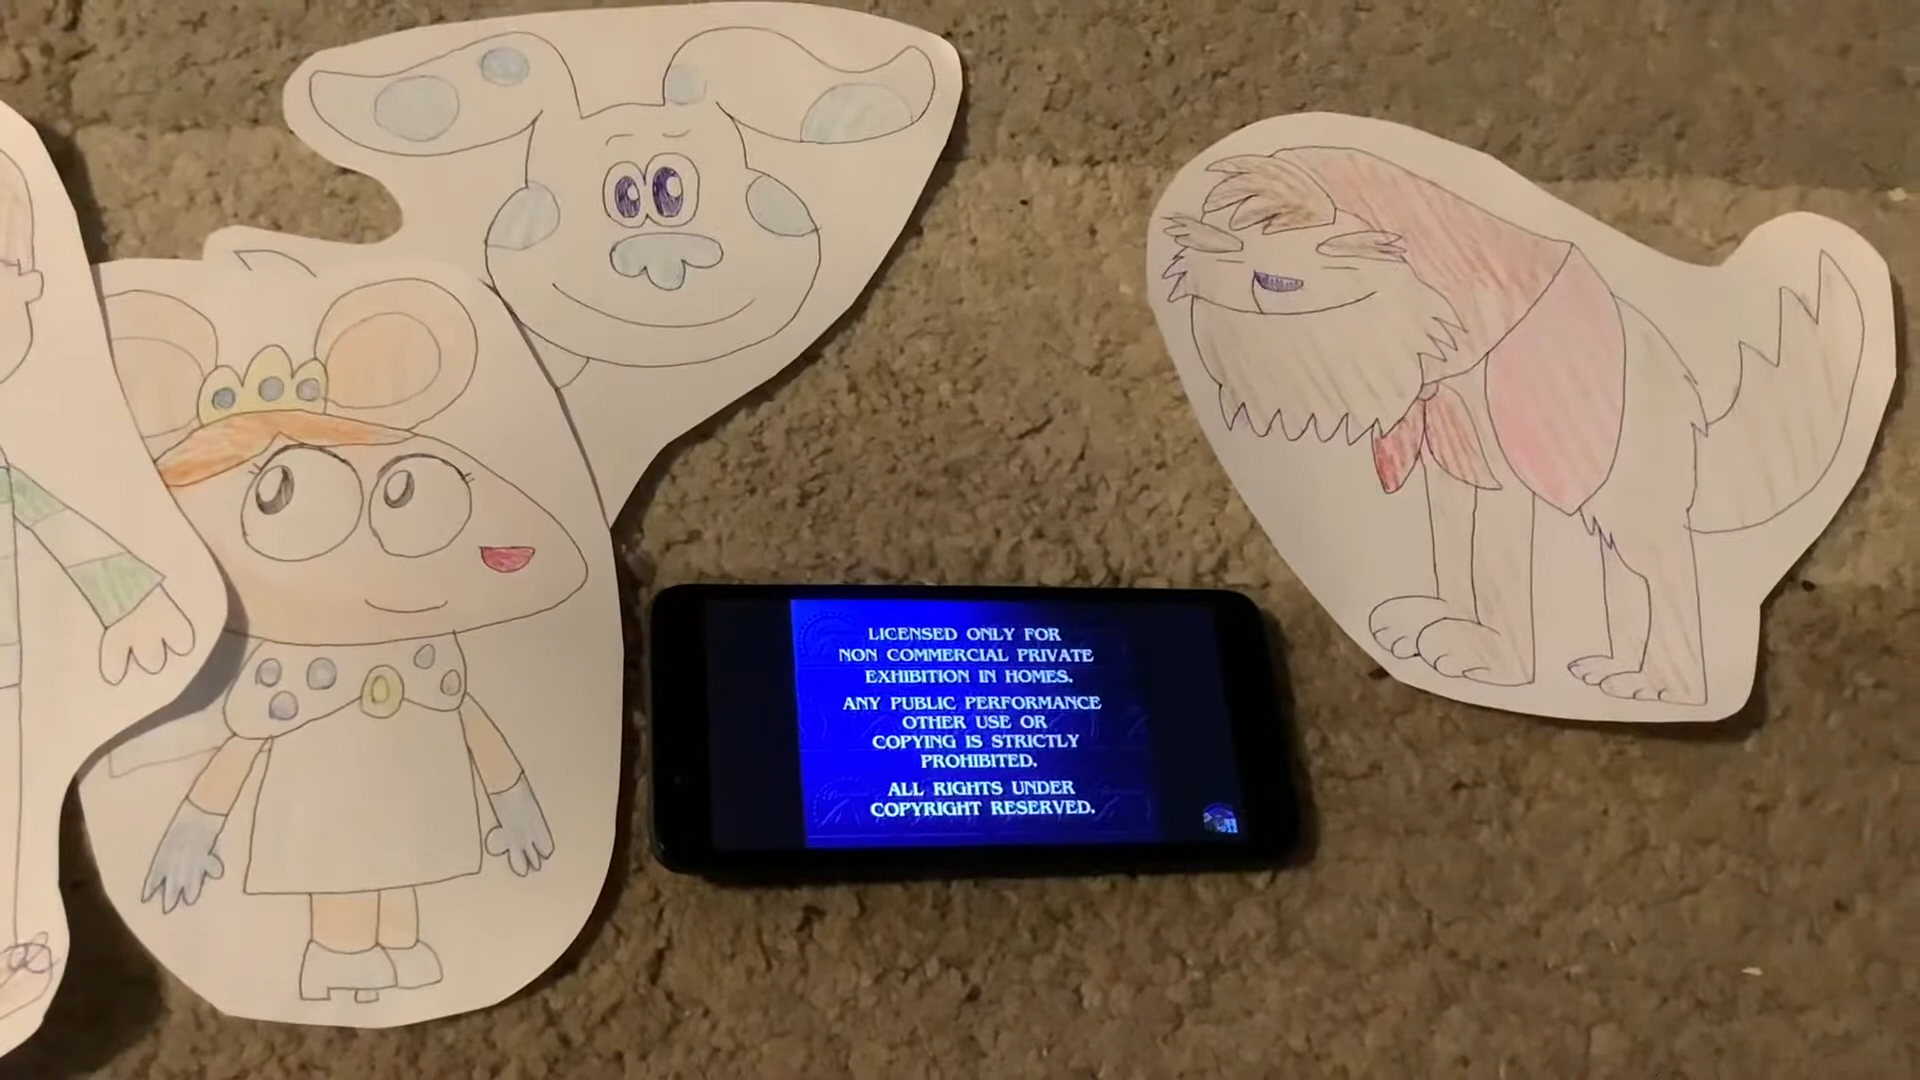 LICENSED ONLY FOR
NON COMMERCIAL PRIVATE
EXHIBITION IN HOMES.
ANY PUBLIC PERFORMANCE
OTHER USE OR
COPYING IS STRICTLY
PROHIBITED.
ALL RIGHTS UNDER
COPYRIGHT RESERVED.